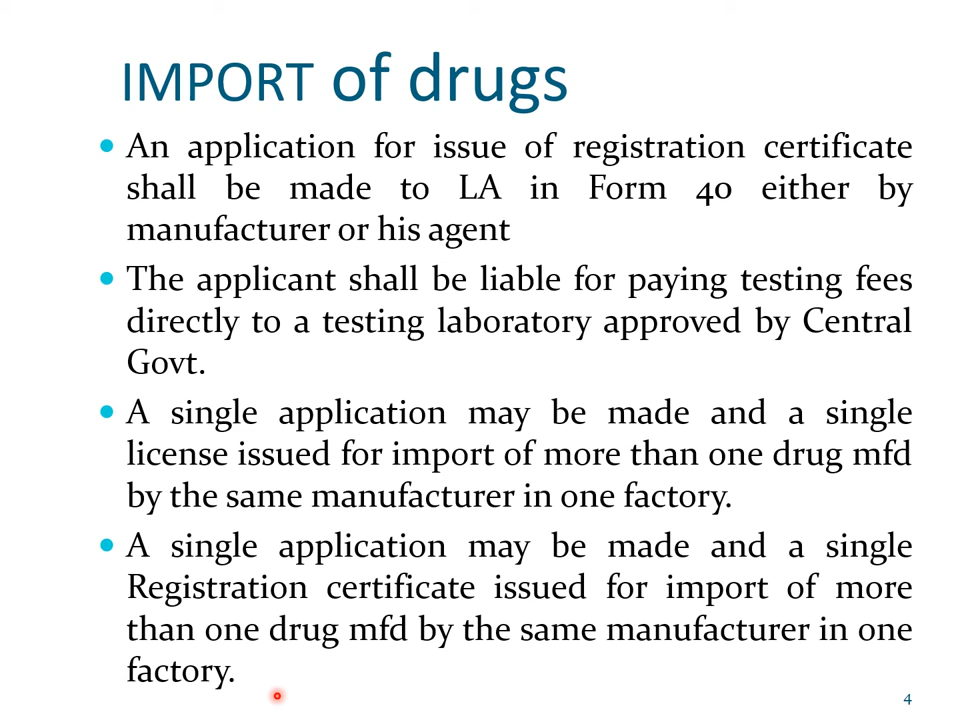 IMPORT of drugs
• An application for issue of registration certificate
shall be made to LA in Form 40 either by
manufacturer or his agent
• The applicant shall be liable for paying testing fees
directly to a testing laboratory approved by Central
Govt.
• A single application may be made and a single
license issued for import of more than one drug mfd
by the same manufacturer in one factory.
• A single application may be made and a single
Registration certificate issued for import of more
than one drug mfd by the same manufacturer in one
factory.
4